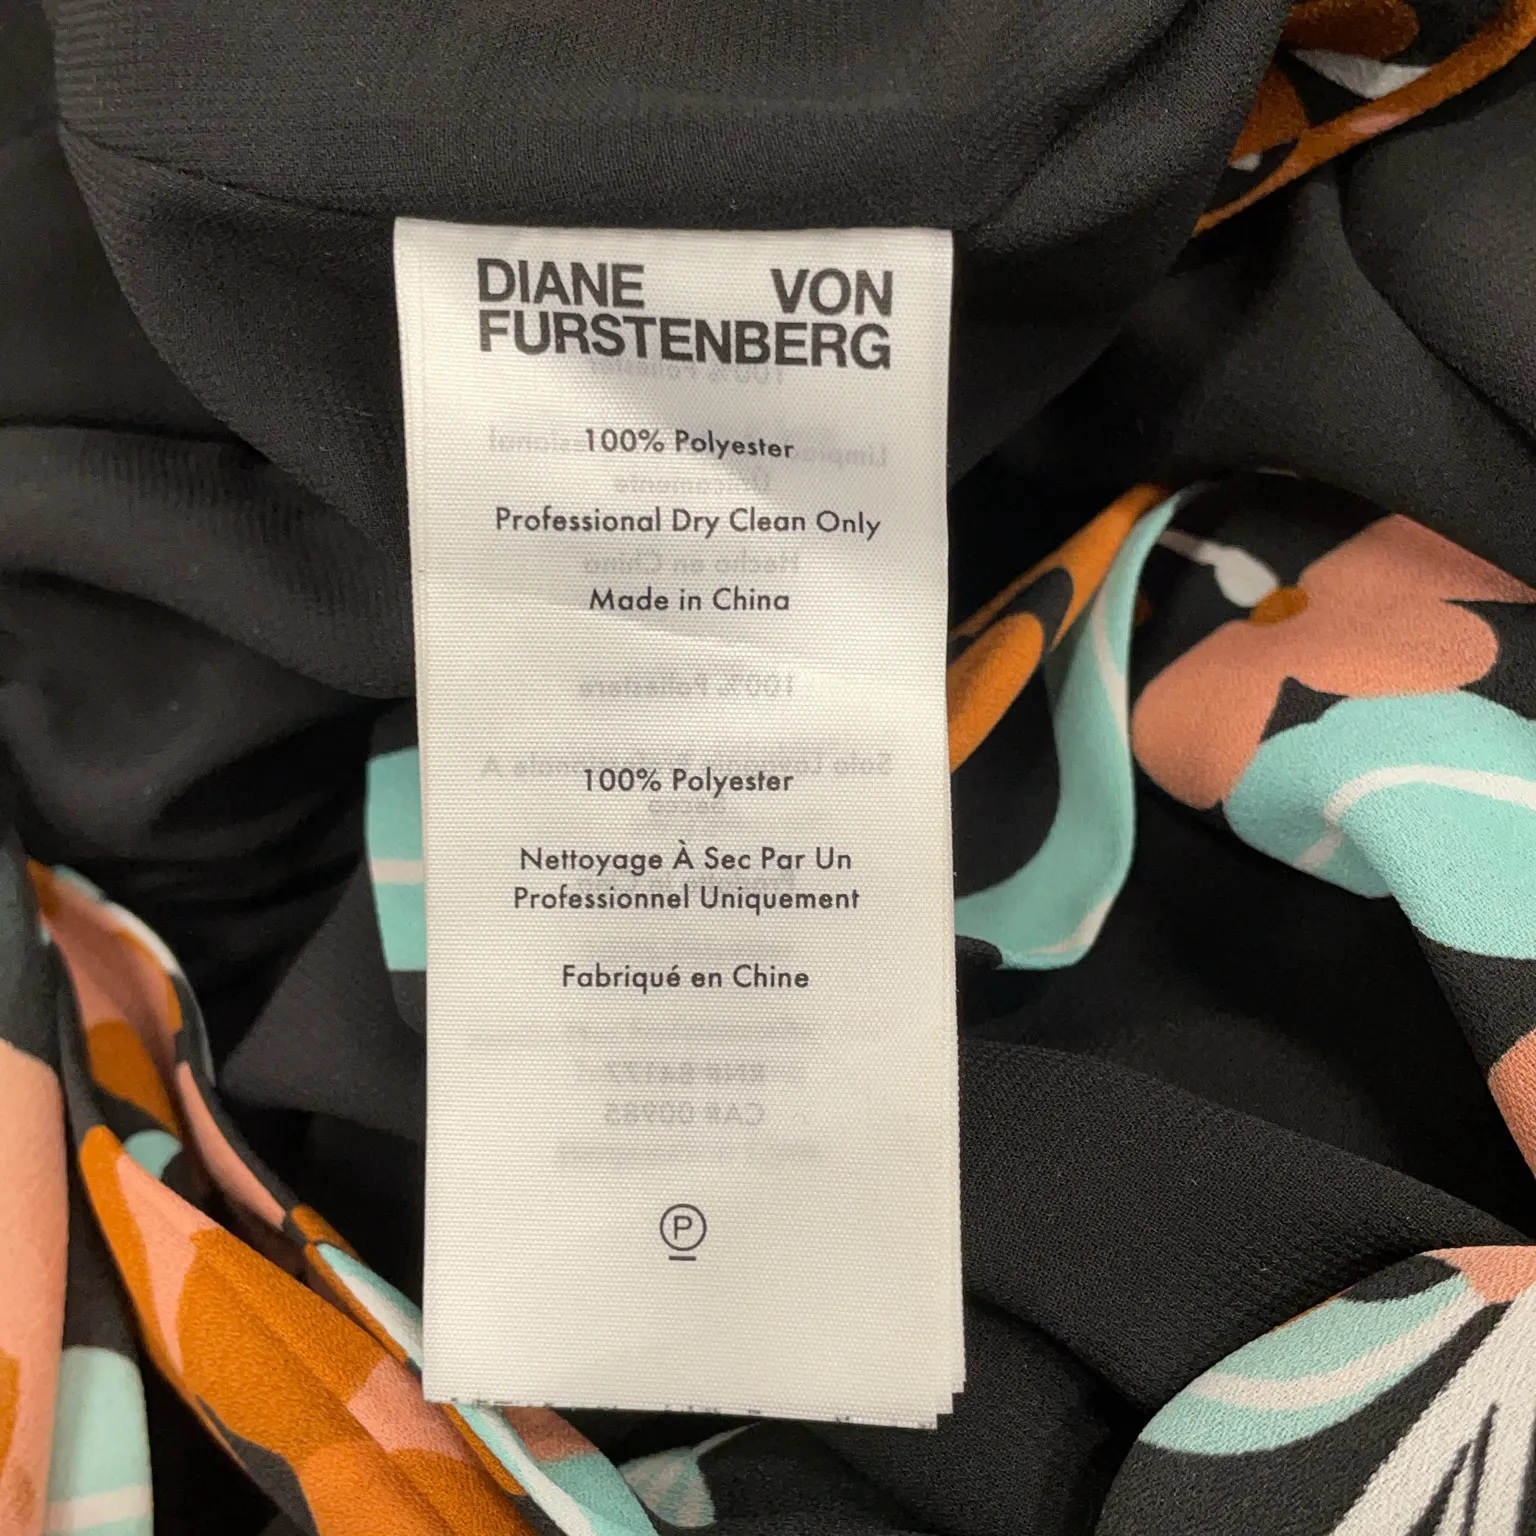 DIANE VON
FURSTENBERG
100% Polyester
Professional Dry Clean Only
Made in China
100% Polyester
Nettoyage À Sec Par Un
Professionnel Uniquement
Fabriqué en Chine
P